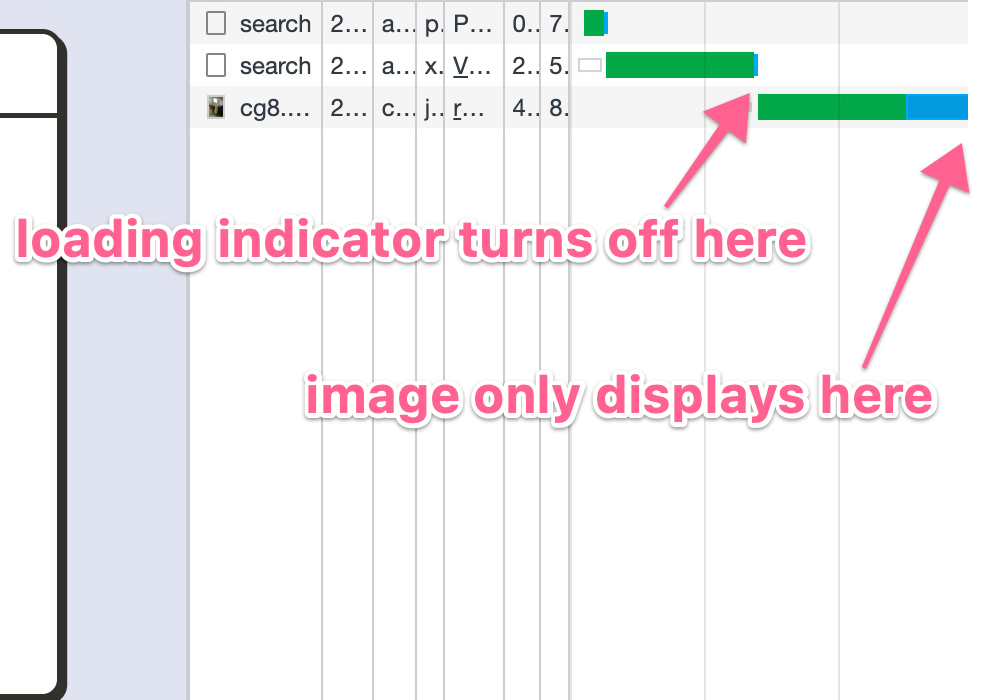 search 2... a... p. P... 0.. 7.
search 2... a... x. V... 2.. 5.
cg8.... 2... c... j.. r... 4.. 8.
loading indicator turns off here
image only displays here